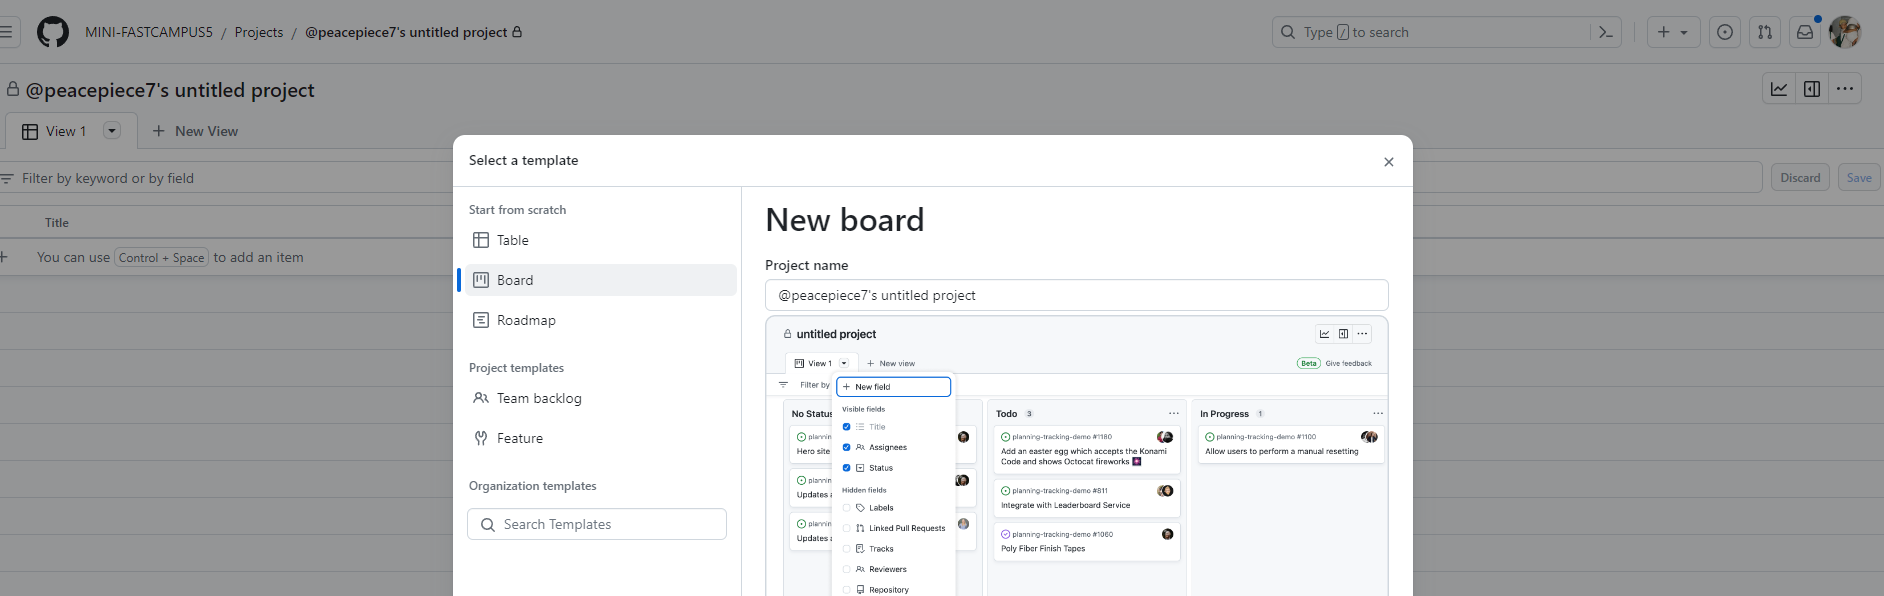 MINI-FASTCAMPUS5 / Projects / @peacepiece7's untitled project
Type / to search
@peacepiece7's untitled project
View 1
New View
Filter by keyword or by field
Discard
Save
Title
You can use Control + Space to add an item
Select a template
Start from scratch
Table
Board
Roadmap
Project templates
Team backlog
Feature
Organization templates
Search Templates
New board
Project name
@peacepiece7's untitled project
untitled project
View 1
New view
Beta Give feedback
Filter by
New field
Visible fields
Title
Assignees
Status
Hidden fields
Labels
Linked Pull Requests
Tracks
Reviewers
Repository
No Status
plannin
Hero site
plannin
Updates a
plannin
Updates a
Todo 3
planning-tracking-demo #1180
Add an easter egg which accepts the Konami
Code and shows Octocat fireworks 🎆
planning-tracking-demo #811
Integrate with Leaderboard Service
planning-tracking-demo #1060
Poly Fiber Finish Tapes
In Progress 1
planning-tracking-demo #1100
Allow users to perform a manual resetting